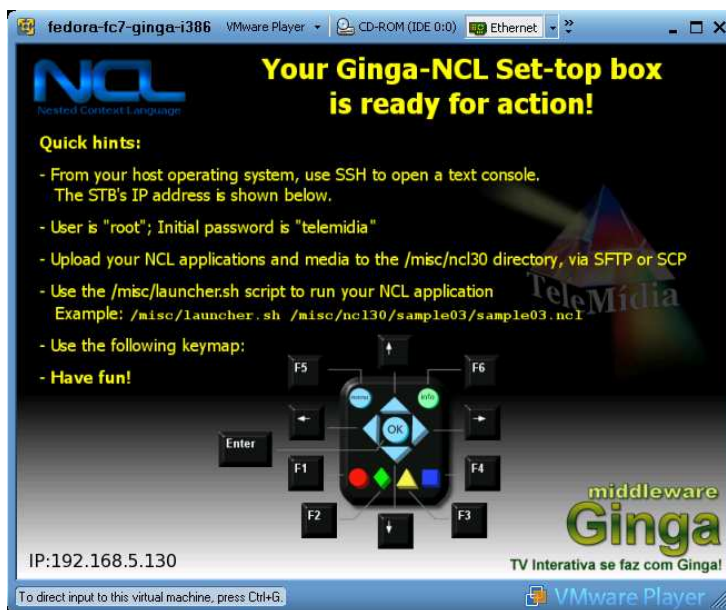 fedora-fc7-ginga-i386 VMware Player CD-ROM (IDE 0:0) Ethernet
NCL
Nested Context Language
Your Ginga-NCL Set-top box
is ready for action!
Quick hints:
- From your host operating system, use SSH to open a text console.
The STB's IP address is shown below.
- User is "root"; Initial password is "telemidia"
- Upload your NCL applications and media to the /misc/ncl30 directory, via SFTP or SCP
- Use the /misc/launcher.sh script to run your NCL application
TeleMídia
Example: /misc/launcher.sh /misc/ncl30/sample03/sample03.ncl
- Use the following keymap:
- Have fun!
F5
F6
menu
info
OK
Enter
F1
F4
F2
F3
middleware
Ginga
TV Interativa se faz com Ginga!
IP:192.168.5.130
To direct input to this virtual machine, press Ctrl+G.
VMware Player